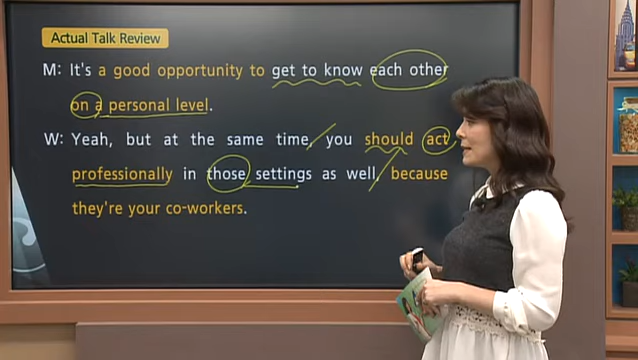 Actual Talk Review
M: It's a good opportunity to get to know each other
on a personal level.
W: Yeah, but at the same time, you should act
professionally in those settings as well, because
they're your co-workers.